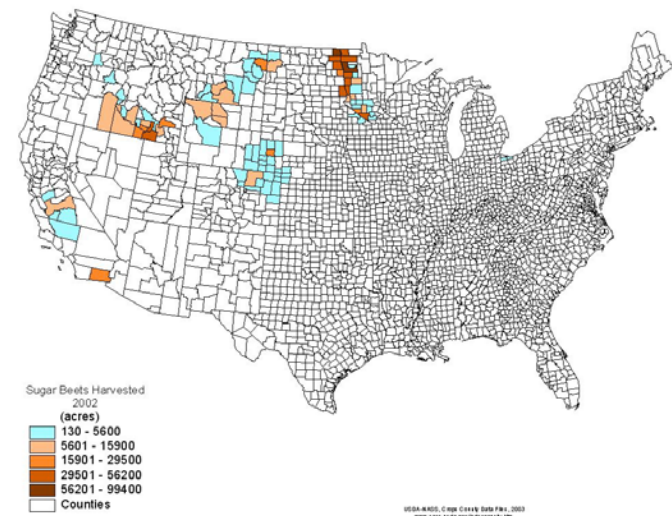 Sugar Beets Harvested
2002
(acres)
130 - 5600
5601 - 15900
15901 - 29500
29501 - 56200
56201 - 99400
Counties
USDA-NASS, Crops County Data Files, 2003